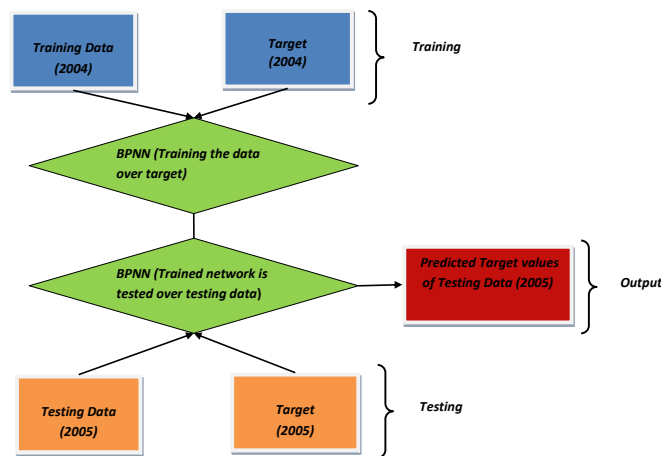 Training Data
(2004)
Target
(2004)
Training
BPNN (Training the data
over target)
BPNN (Trained network is
tested over testing data)
Predicted Target values
of Testing Data (2005)
Output
Testing Data
(2005)
Target
(2005)
Testing